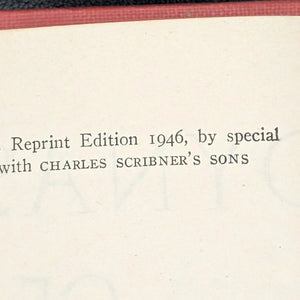 Reprint Edition 1946, by special
with CHARLES SCRIBNER'S SONS